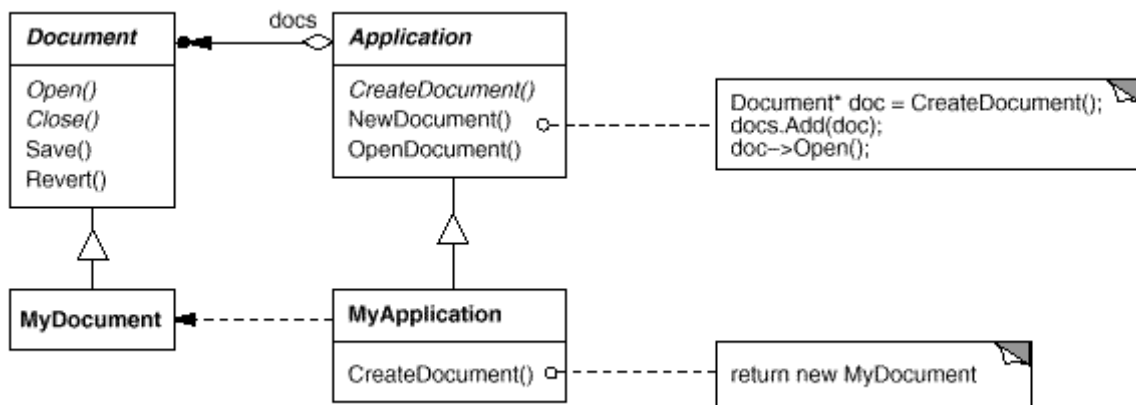 docs
Document
Open()
Close()
Save()
Revert()
Application
CreateDocument()
NewDocument()
OpenDocument()
Document* doc = CreateDocument();
docs.Add(doc);
doc->Open();
MyDocument
MyApplication
CreateDocument()
return new MyDocument